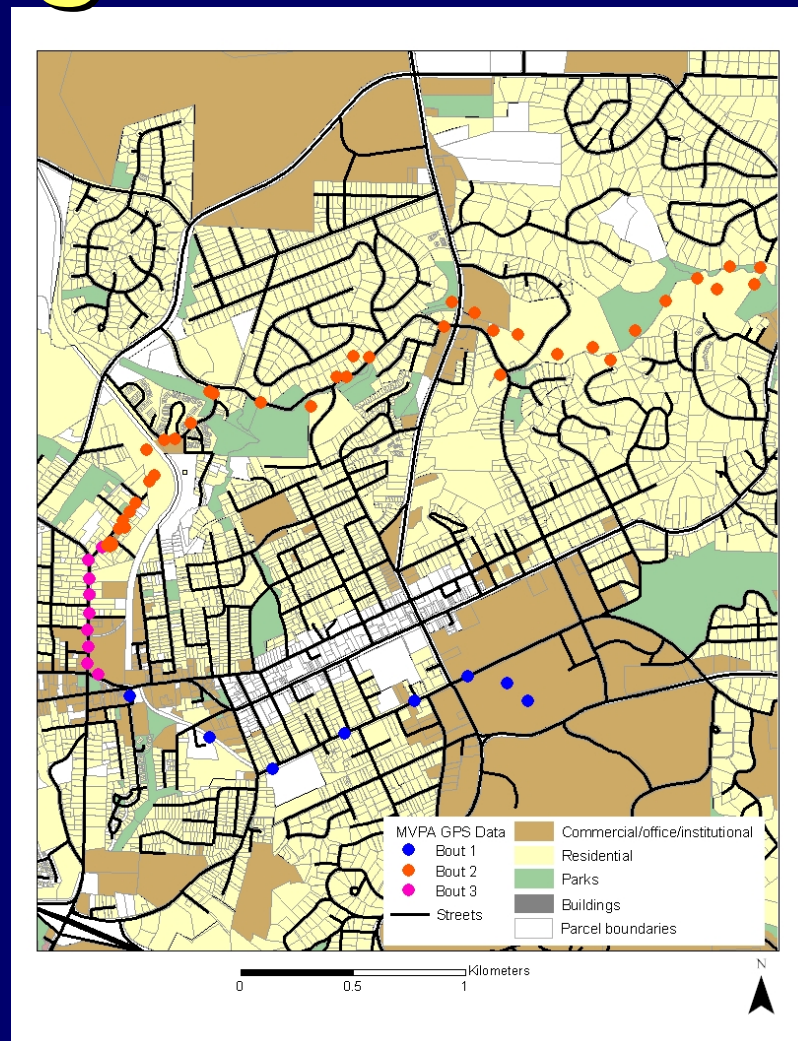 MVPA GPS Data
Bout 1
Bout 2
Bout 3
Streets
Commercial/office/institutional
Residential
Parks
Buildings
Parcel boundaries
Kilometers
0 0.5 1
N